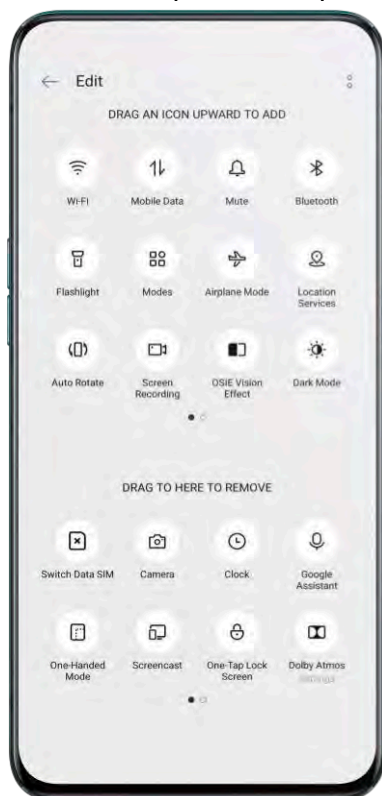 Edit
DRAG AN ICON UPWARD TO ADD
Wi-Fi
Mobile Data
Mute
Bluetooth
Flashlight
Modes
Airplane Mode
Location
Services
Auto Rotate
Screen
Recording
OSIE Vision
Effect
Dark Mode
DRAG TO HERE TO REMOVE
Switch Data SIM
Camera
Clock
Google
Assistant
One-Handed
Mode
Screencast
One-Tap Lock
Screen
Dolby Atmos